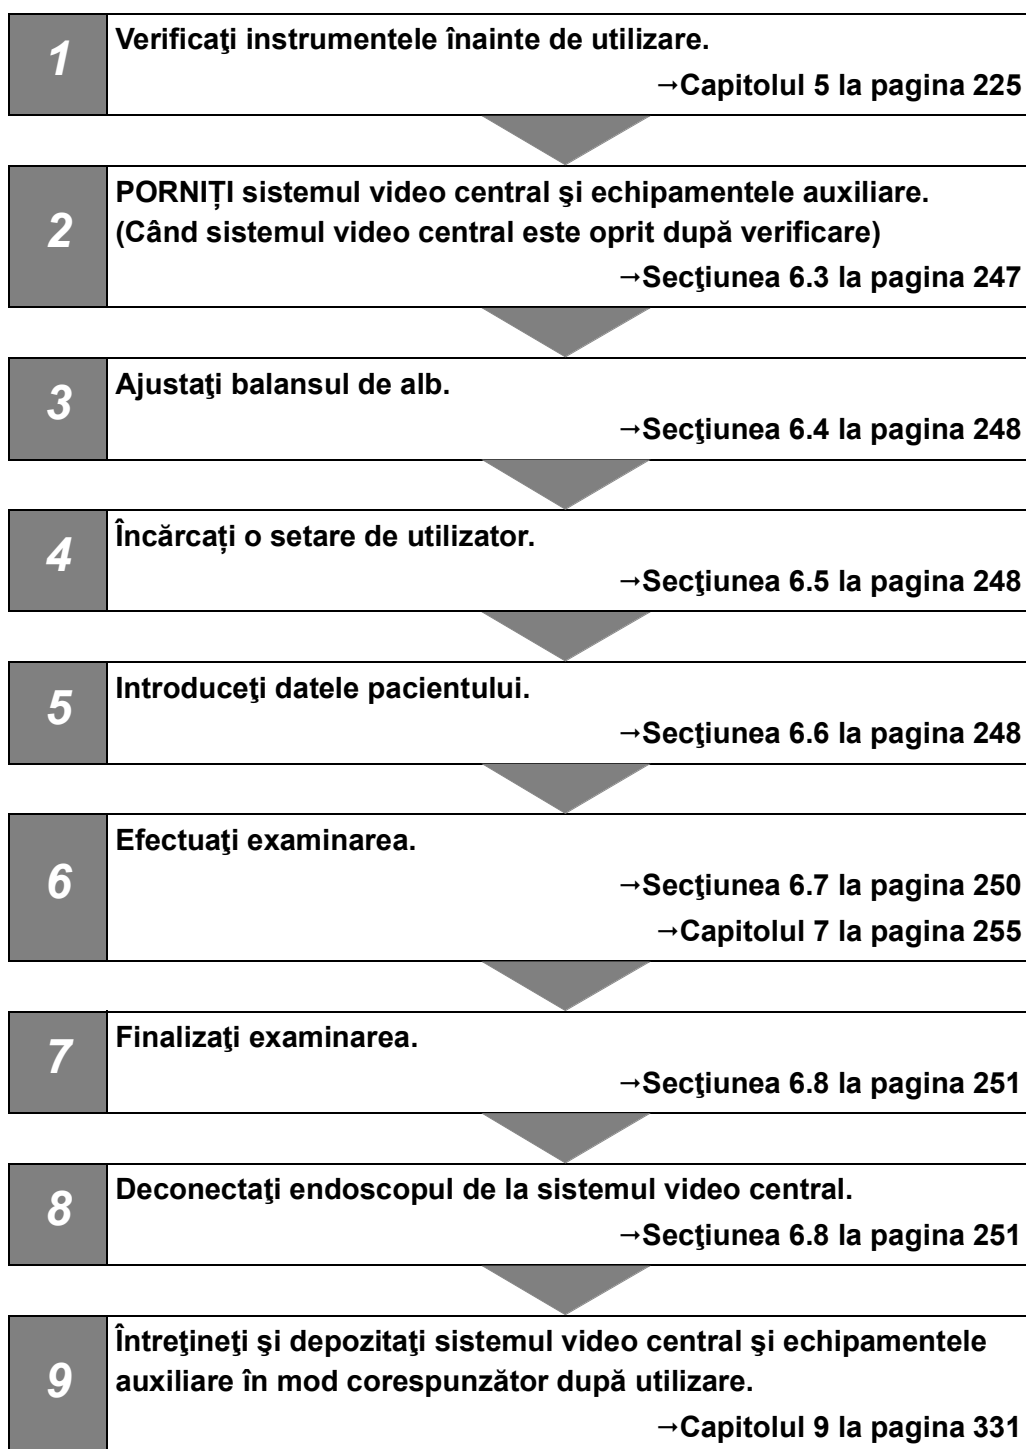 1
Verificaţi instrumentele înainte de utilizare.
→Capitolul 5 la pagina 225
2
PORNIȚI sistemul video central şi echipamentele auxiliare.
(Când sistemul video central este oprit după verificare)
→Secţiunea 6.3 la pagina 247
3
Ajustaţi balansul de alb.
→Secţiunea 6.4 la pagina 248
4
Încărcați o setare de utilizator.
→Secţiunea 6.5 la pagina 248
5
Introduceţi datele pacientului.
→Secţiunea 6.6 la pagina 248
6
Efectuaţi examinarea.
→Secţiunea 6.7 la pagina 250
→Capitolul 7 la pagina 255
7
Finalizaţi examinarea.
→Secţiunea 6.8 la pagina 251
8
Deconectaţi endoscopul de la sistemul video central.
→Secţiunea 6.8 la pagina 251
9
Întreţineţi şi depozitaţi sistemul video central şi echipamentele
auxiliare în mod corespunzător după utilizare.
→Capitolul 9 la pagina 331